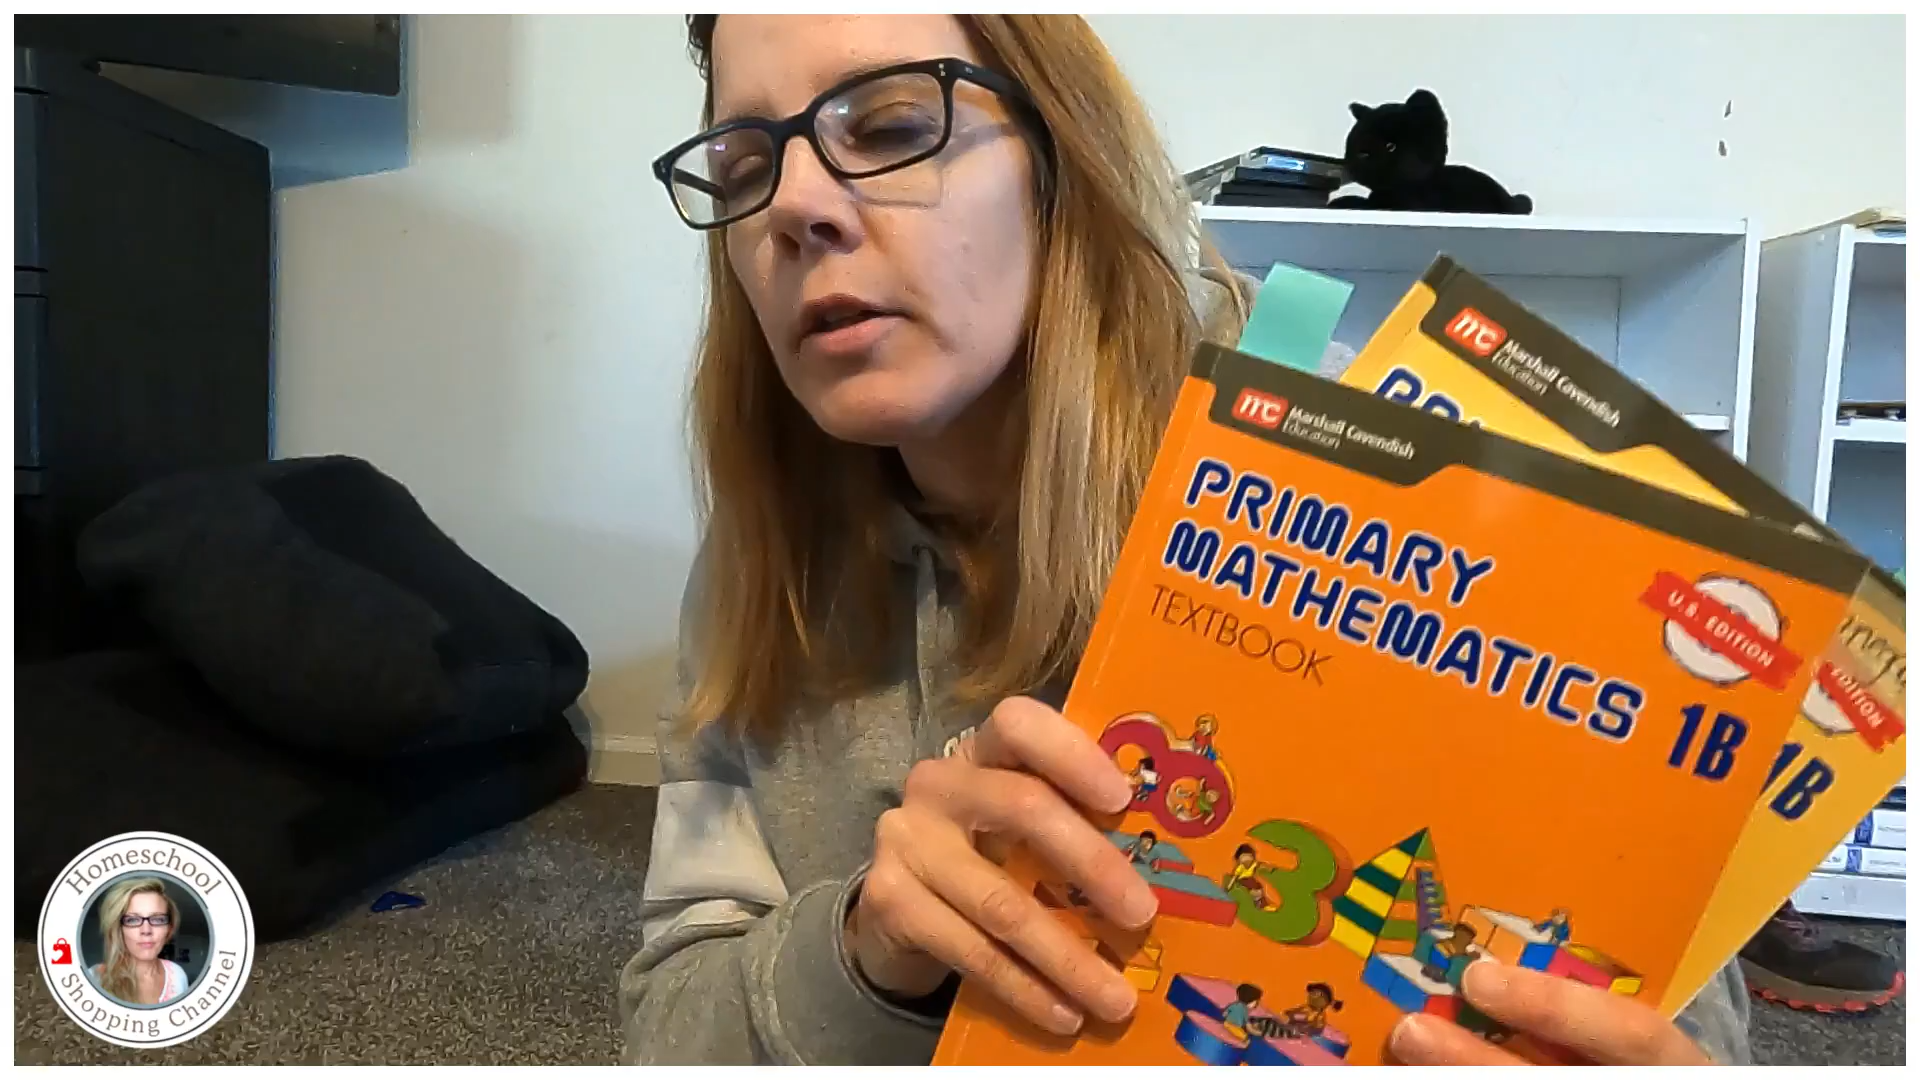 MC Marshall Cavendish
Education
PRIMARY
MATHEMATICS 1B
TEXTBOOK
U.S. EDITION
MC Marshall Cavendish
Education
EDITION
1B
Homeschool
Shopping Channel